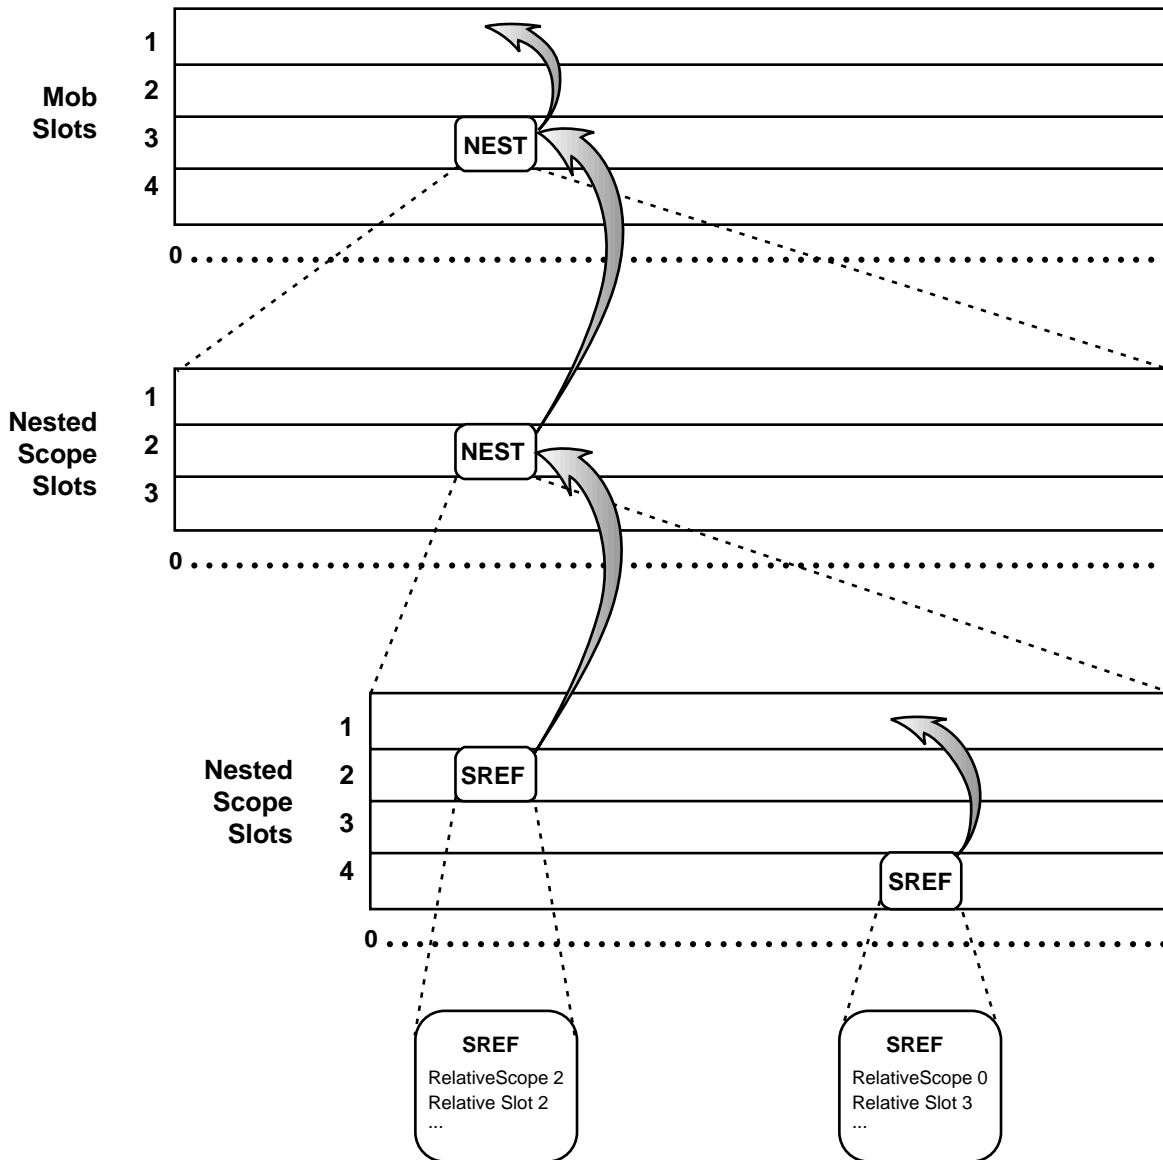 1
2
Mob
Slots
3
NEST
4
0
1
Nested
Scope
Slots
2
NEST
3
0
1
Nested
Scope
Slots
2
SREF
3
4
SREF
0
SREF
RelativeScope 2
Relative Slot 2
...
SREF
RelativeScope 0
Relative Slot 3
...